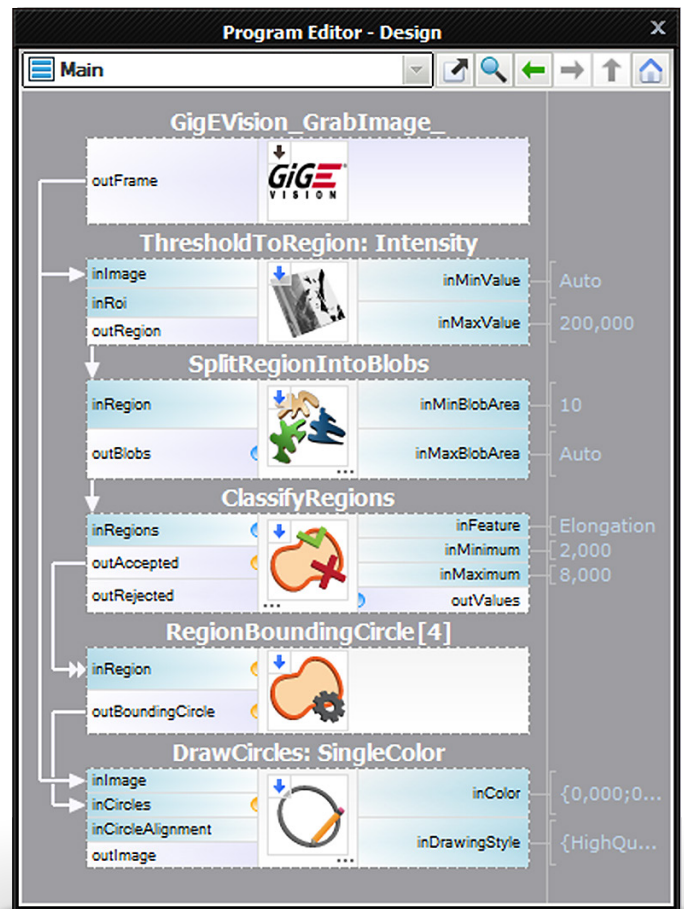 Program Editor - Design
x
Main
GigEVision_GrabImage_
outFrame
GiGE
VISION
ThresholdToRegion: Intensity
inImage
inRoi
outRegion
inMinValue
Auto
inMaxValue
200,000
SplitRegionIntoBlobs
inRegion
outBlobs
inMinBlobArea
10
inMaxBlobArea
Auto
...
ClassifyRegions
inRegions
outAccepted
outRejected
...
inFeature
Elongation
inMinimum
2,000
inMaximum
8,000
outValues
RegionBoundingCircle[4]
inRegion
outBoundingCircle
DrawCircles: SingleColor
inImage
inCircles
inCircleAlignment
outImage
...
inColor
{0,000;0...
inDrawingStyle
{HighQu...